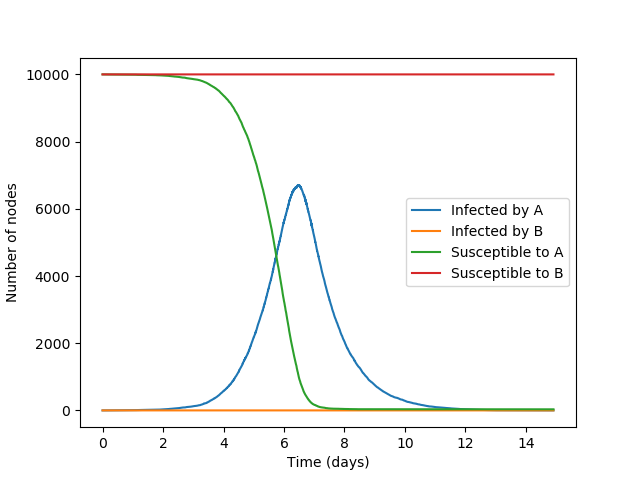 10000
8000
6000
4000
2000
0
Number of nodes
Infected by A
Infected by B
Susceptible to A
Susceptible to B
0 2 4 6 8 10 12 14
Time (days)